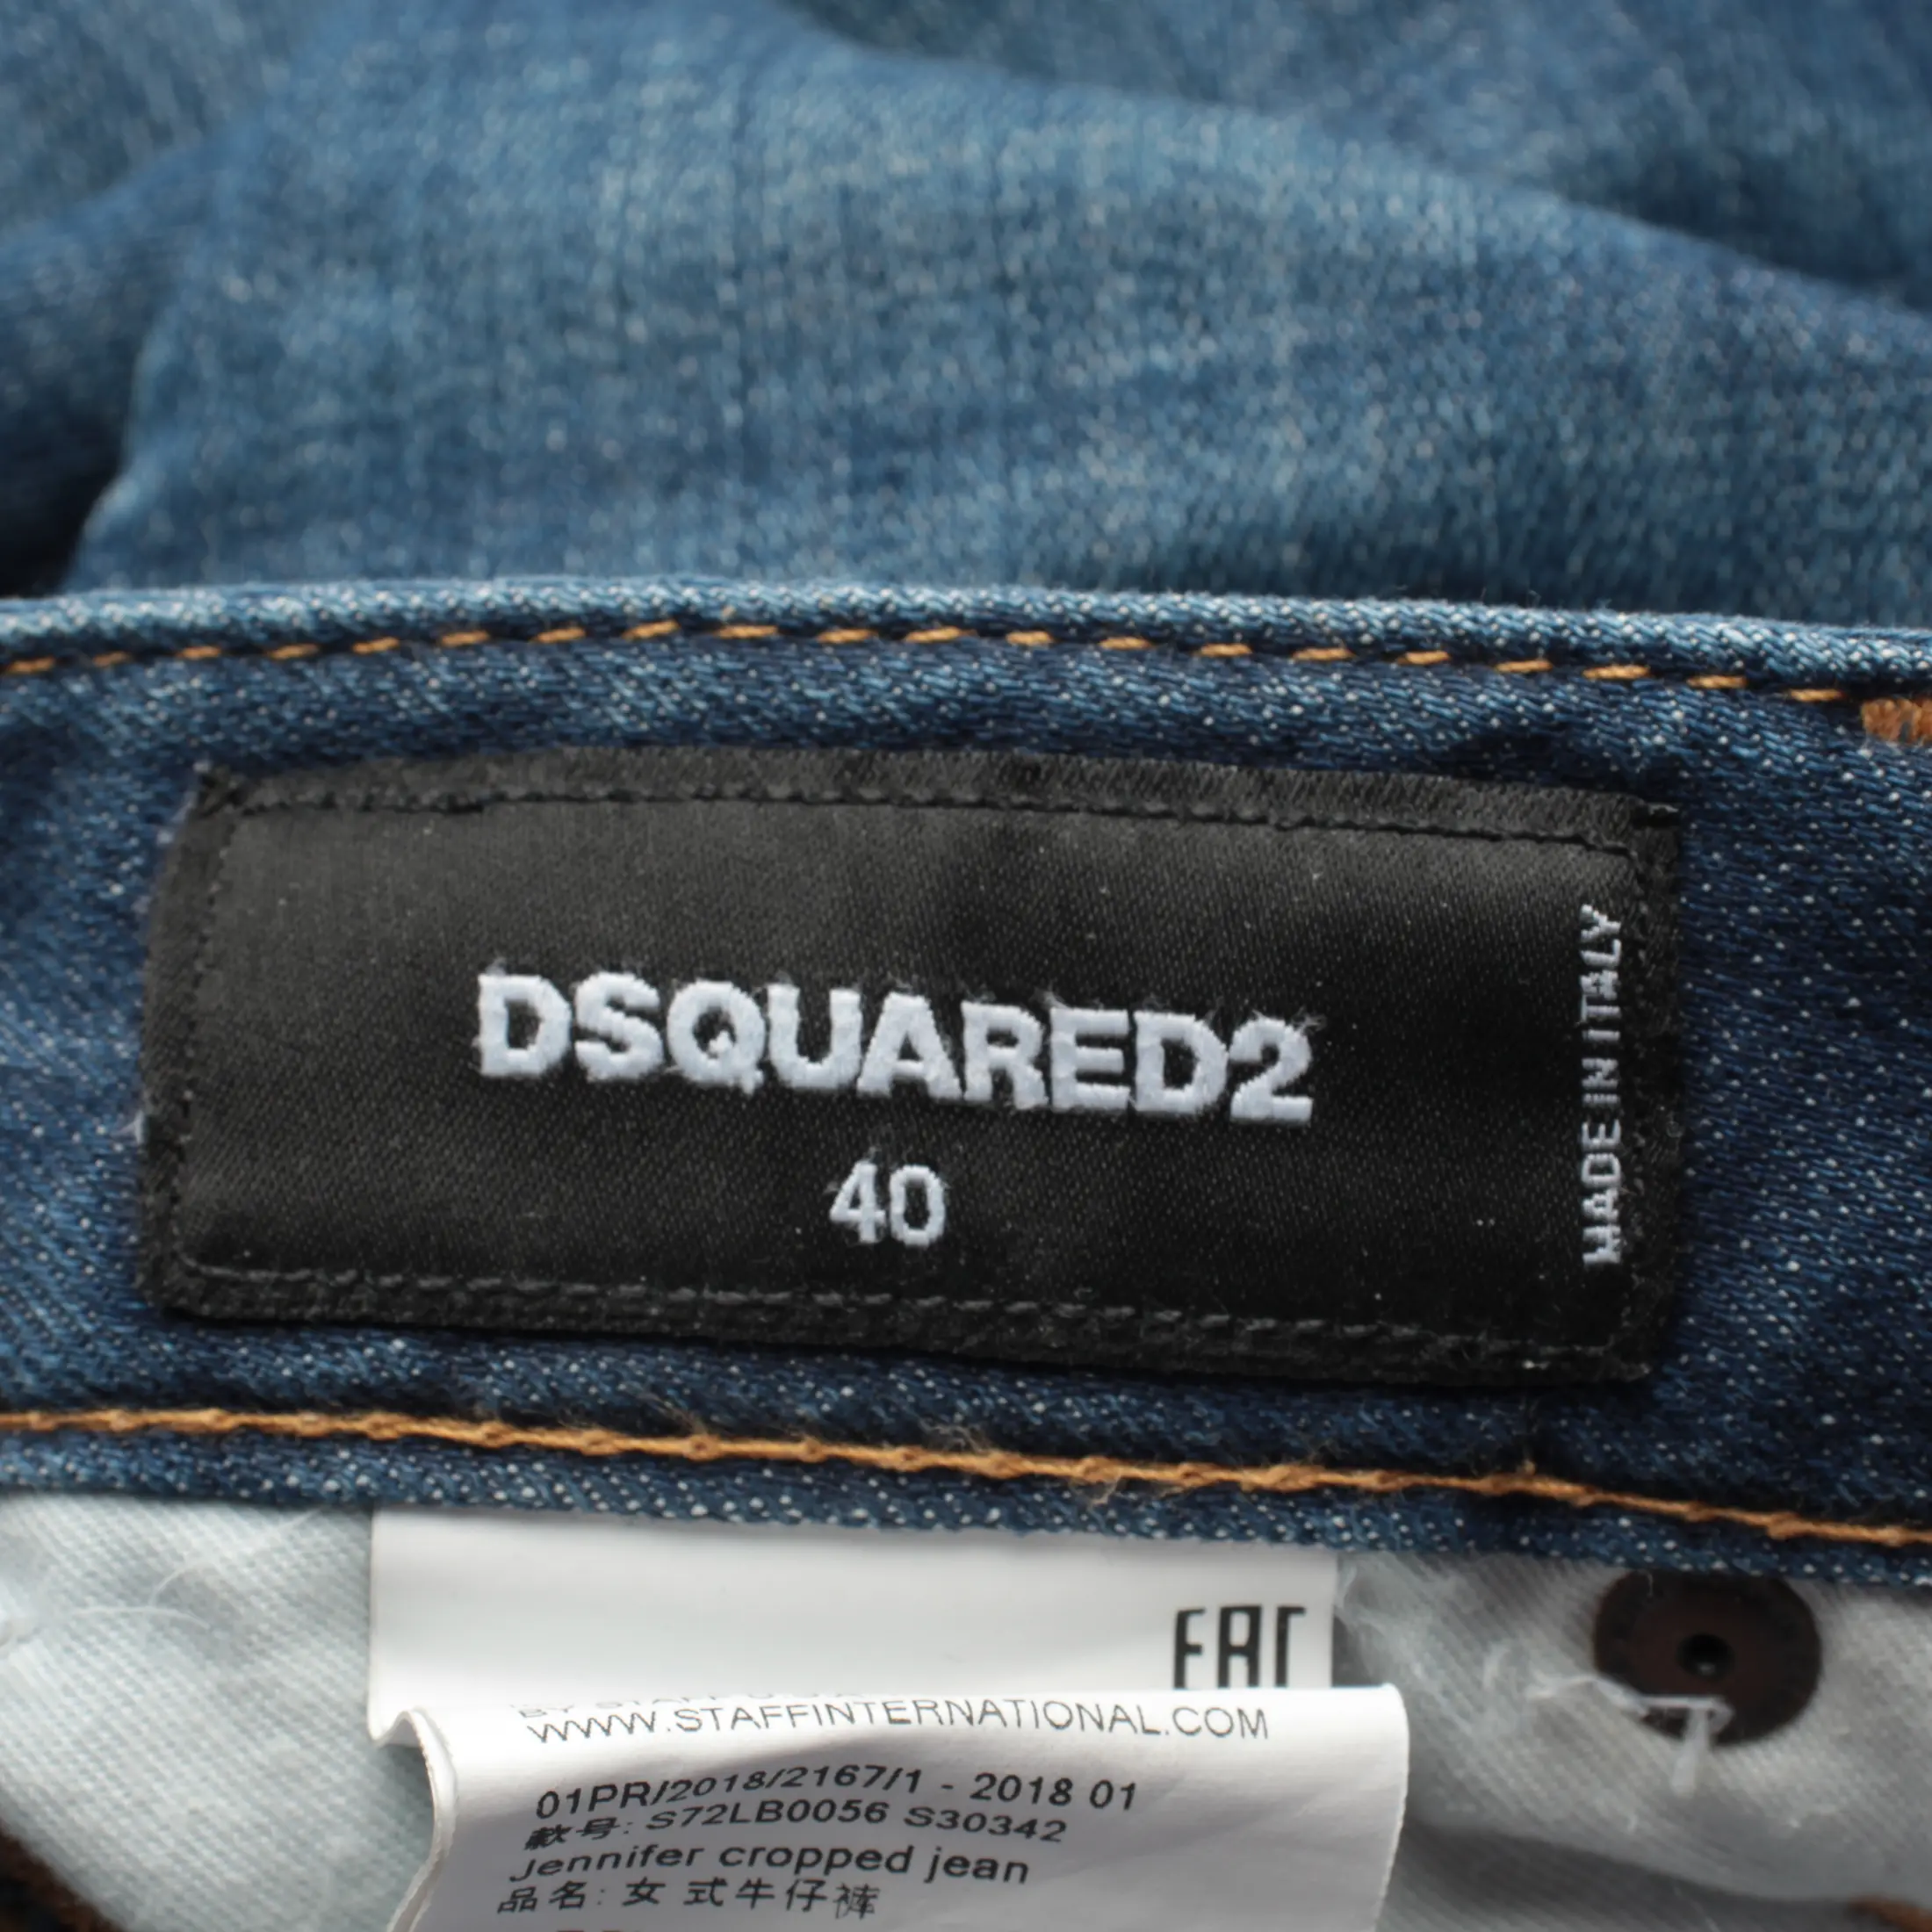 DSQUARED2
40
MADE IN ITALY
EAC
WWW.STAFFINTERNATIONAL.COM
01PR/2018/2167/1 - 2018 01
款号: S72LB0056 S30342
Jennifer cropped jean
品名: 女 式牛仔裤